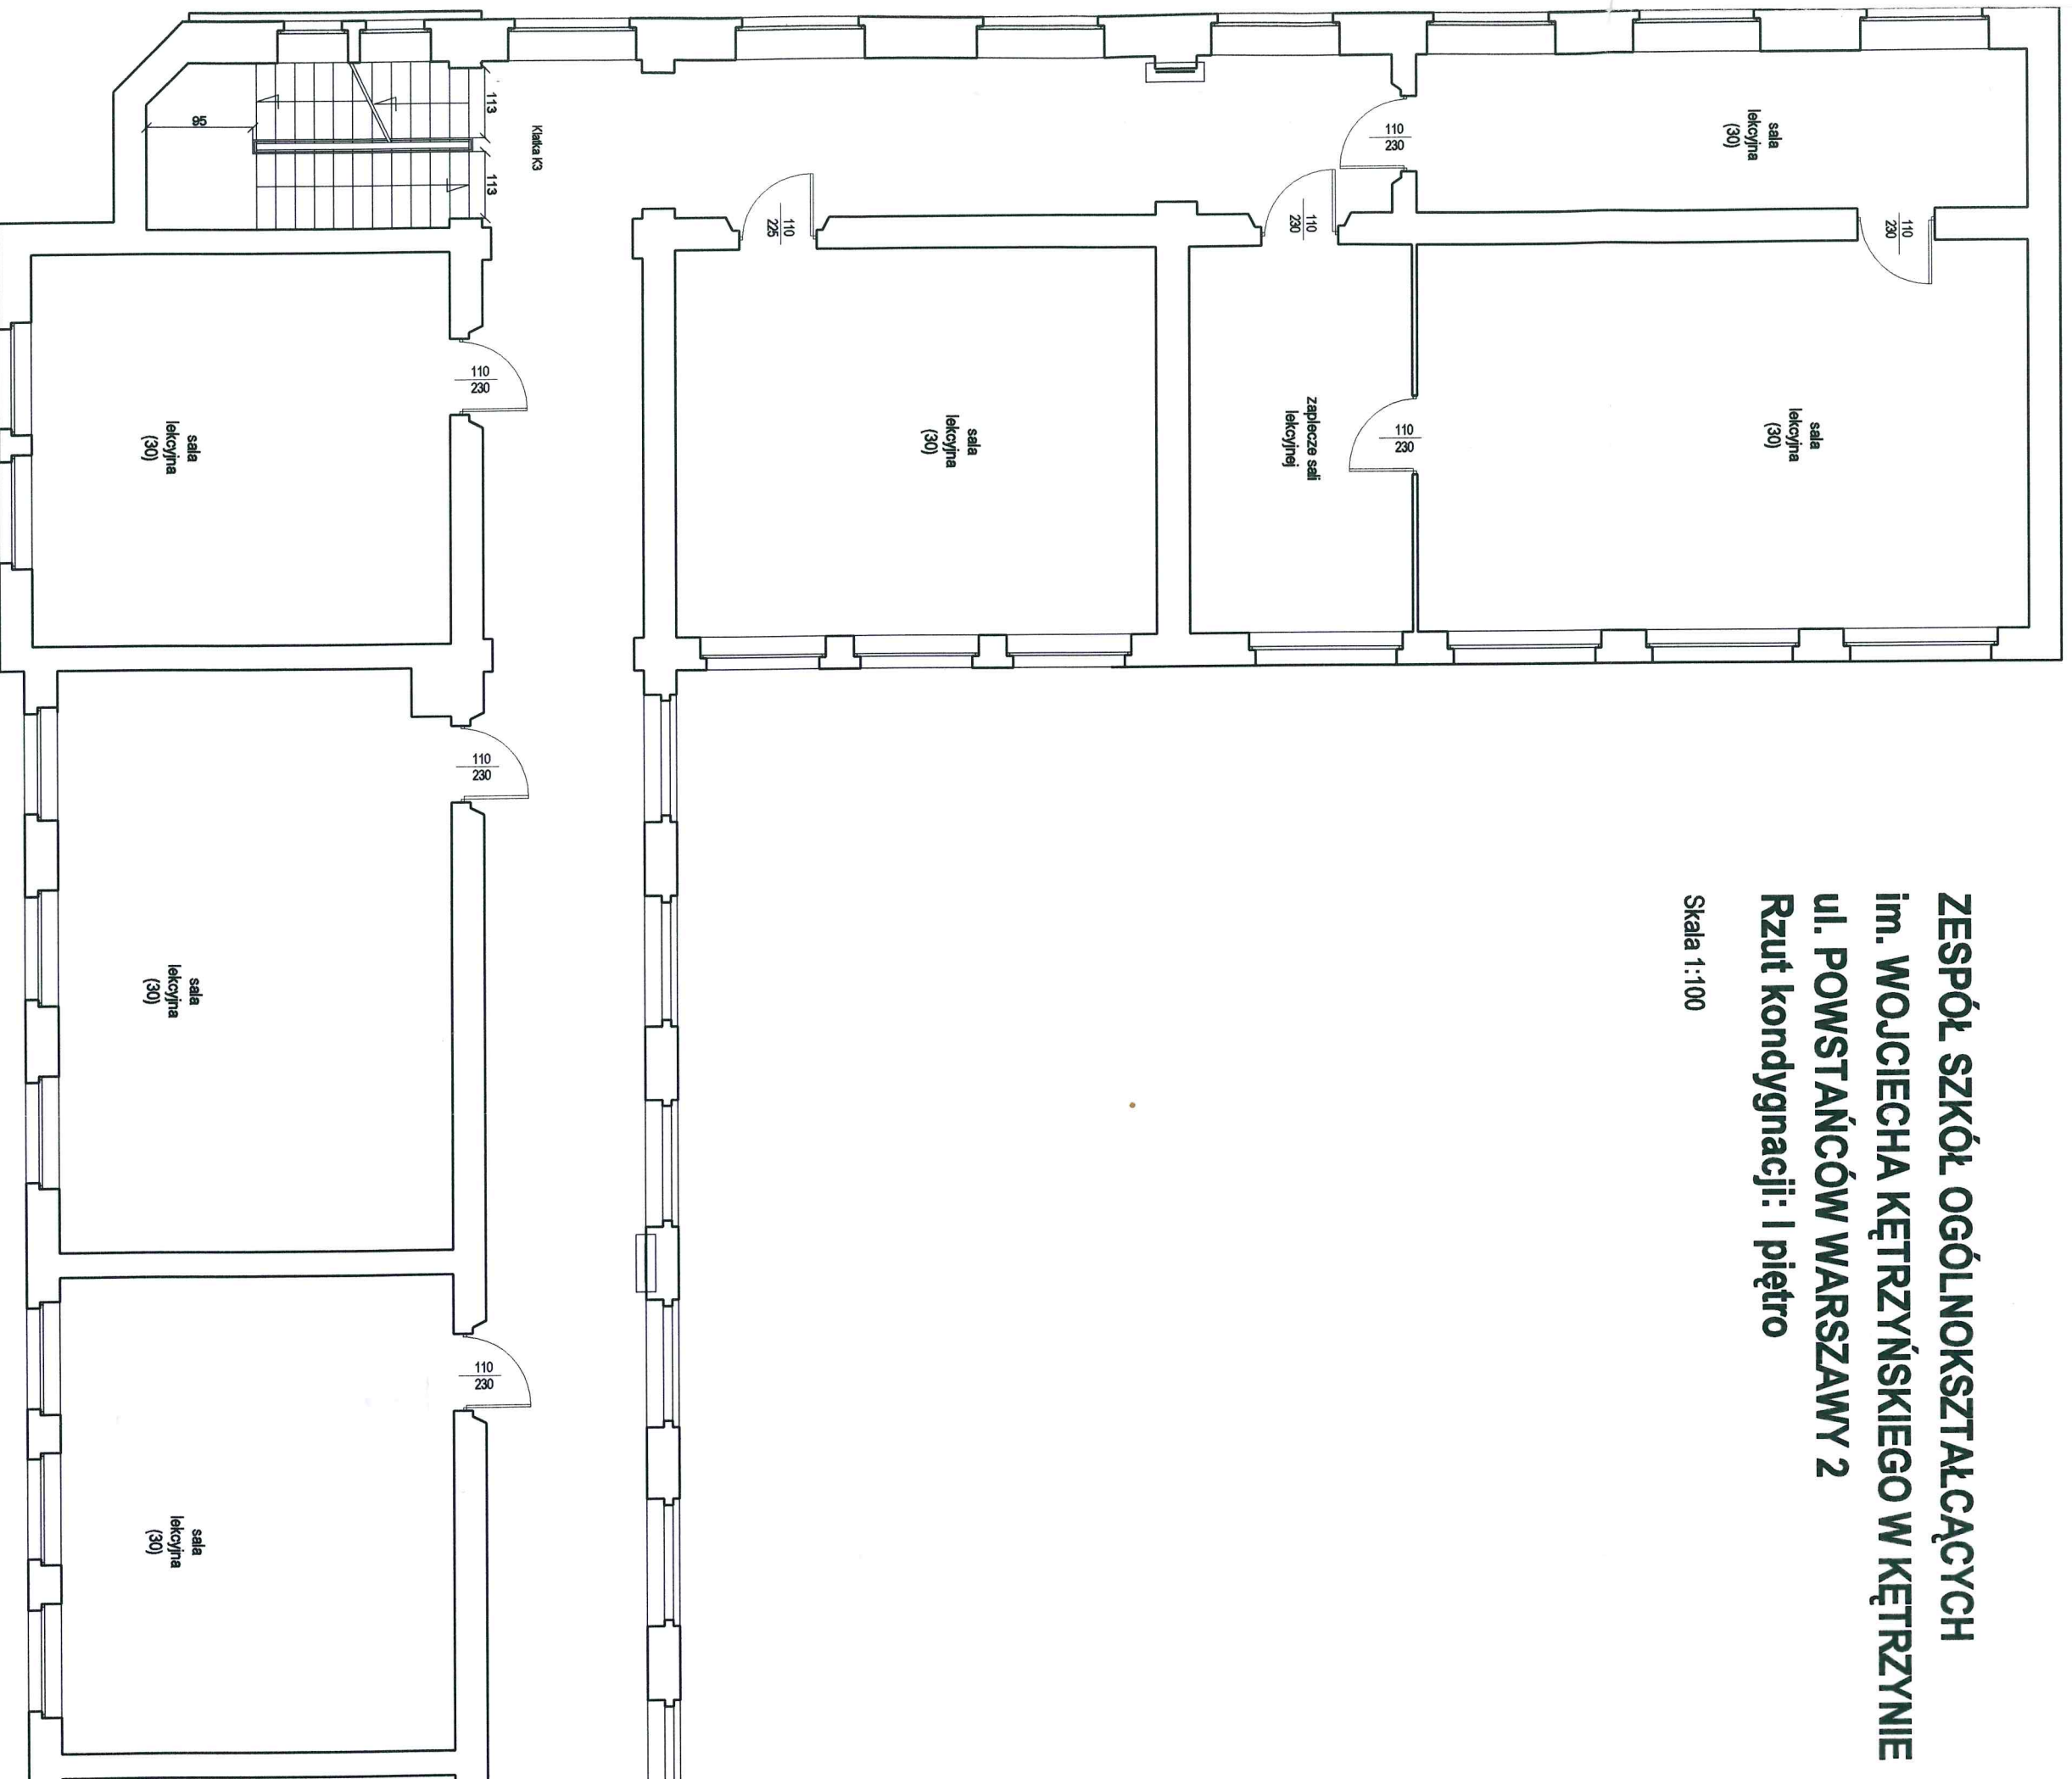 ZESPÓŁ SZKÓŁ OGÓLNOKSZTAŁCĄCYCH
im. WOJCIECHA KĘTRZYŃSKIEGO W KĘTRZYNIE
ul. POWSTAŃCÓW WARSZAWY 2
Rzut kondygnacji: I piętro
Skala 1:100
sala
lekcyjna
(30)
110
230
110
230
110
230
sala
lekcyjna
(30)
110
230
zaplecze sali
lekcyjnej
110
225
sala
lekcyjna
(30)
Klatka K3
113
113
95
110
230
sala
lekcyjna
(30)
110
230
sala
lekcyjna
(30)
110
230
sala
lekcyjna
(30)